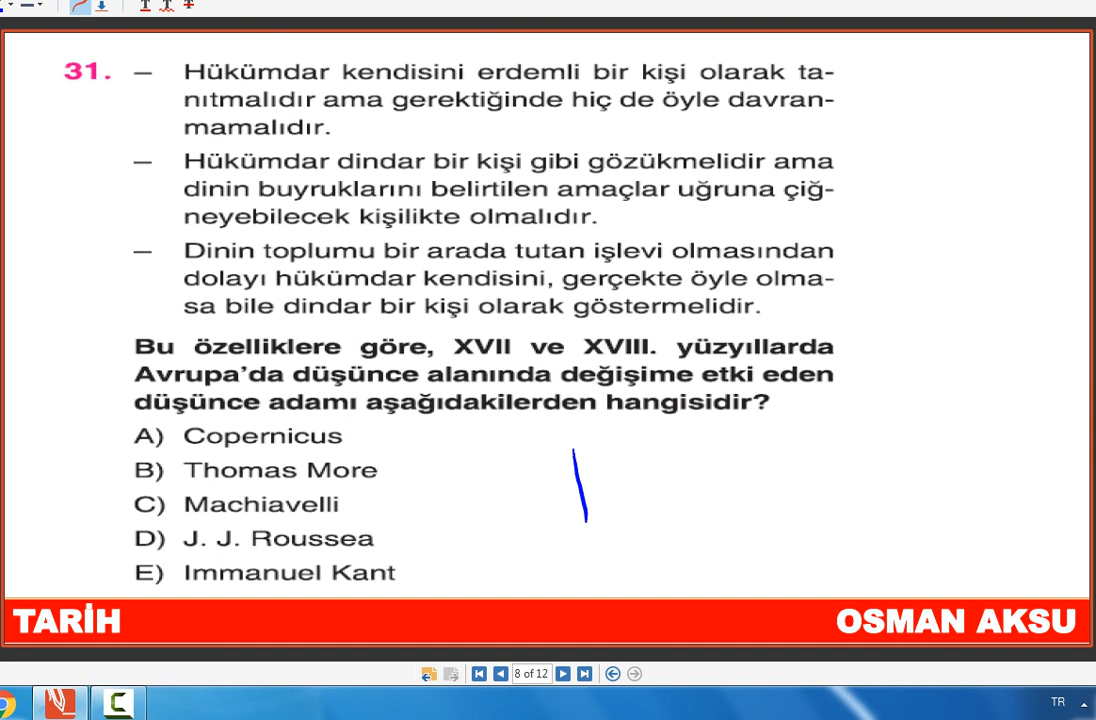 31. — Hükümdar kendisini erdemli bir kişi olarak ta-
nıtmalıdır ama gerektiğinde hiç de öyle davran-
mamalıdır.
— Hükümdar dindar bir kişi gibi gözükmelidir ama
dinin buyruklarını belirtilen amaçlar uğruna çiğ-
neyebilecek kişilikte olmalıdır.
— Dinin toplumu bir arada tutan işlevi olmasından
dolayı hükümdar kendisini, gerçekte öyle olma-
sa bile dindar bir kişi olarak göstermelidir.
Bu özelliklere göre, XVII ve XVIII. yüzyıllarda
Avrupa'da düşünce alanında değişime etki eden
düşünce adamı aşağıdakilerden hangisidir?
A) Copernicus
B) Thomas More
C) Machiavelli
D) J. J. Roussea
E) Immanuel Kant
TARİH OSMAN AKSU
8 of 12
TR